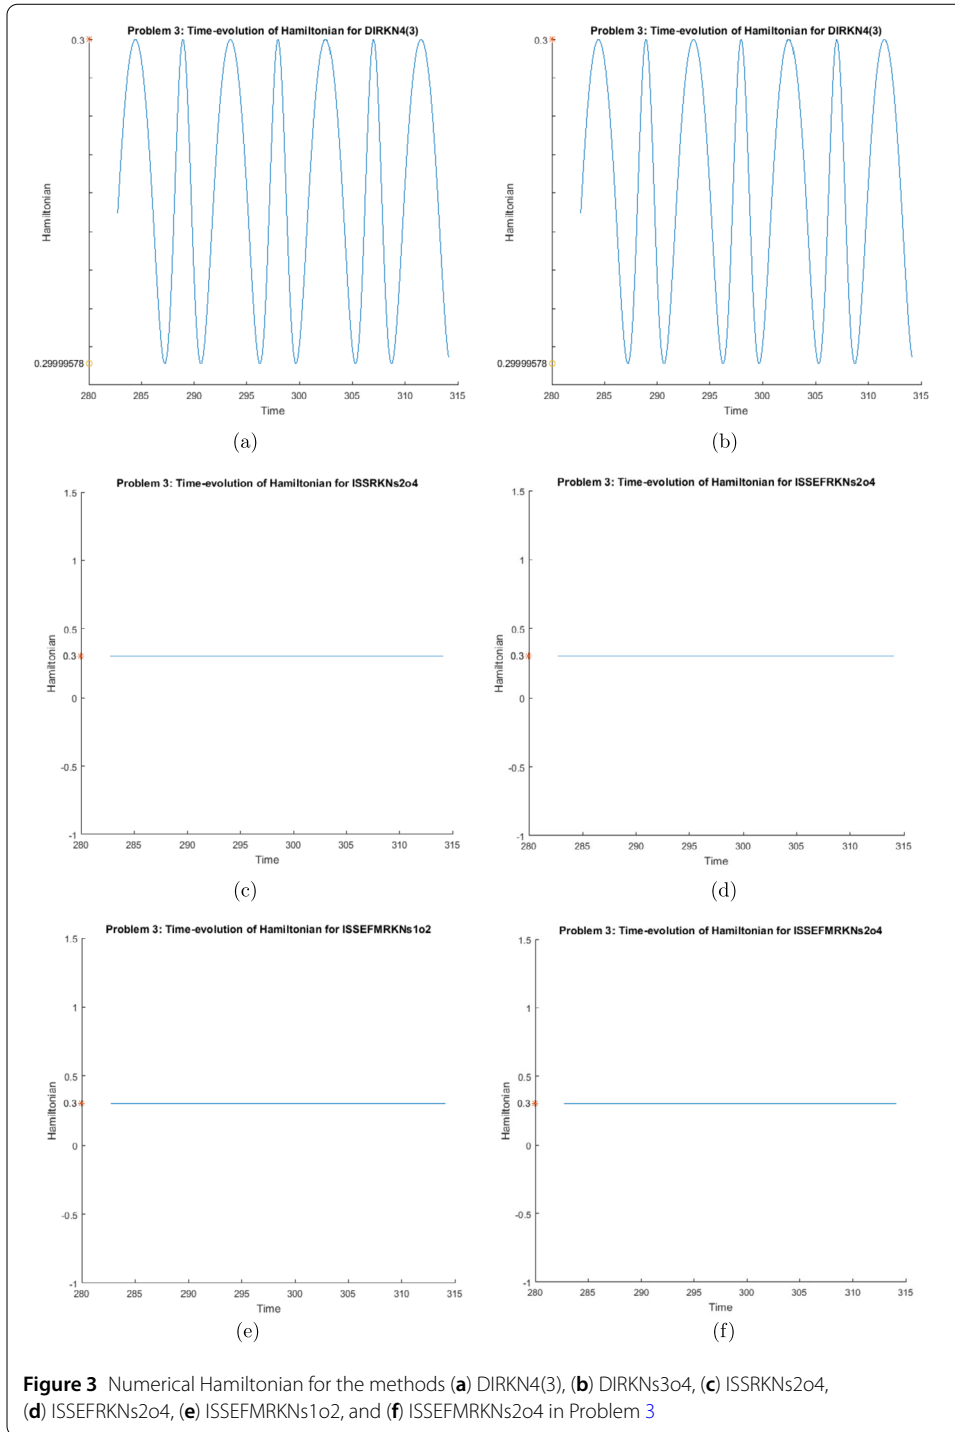 Problem 3: Time-evolution of Hamiltonian for DIRKN4(3)
0.3
0.29999578
Hamiltonian
280 285 290 295 300 305 310 315
Time
(a)
Problem 3: Time-evolution of Hamiltonian for DIRKN4(3)
0.3
0.29999578
Hamiltonian
280 285 290 295 300 305 310 315
Time
(b)
Problem 3: Time-evolution of Hamiltonian for ISSRKNs2o4
1.5
1
0.5
0.3
0
-0.5
-1
Hamiltonian
280 285 290 295 300 305 310 315
Time
(c)
Problem 3: Time-evolution of Hamiltonian for ISSEFRKNs2o4
1.5
1
0.5
0.3
0
-0.5
-1
Hamiltonian
280 285 290 295 300 305 310 315
Time
(d)
Problem 3: Time-evolution of Hamiltonian for ISSEFMRKNs1o2
1.5
1
0.5
0.3
0
-0.5
-1
Hamiltonian
280 285 290 295 300 305 310 315
Time
(e)
Problem 3: Time-evolution of Hamiltonian for ISSEFMRKNs2o4
1.5
1
0.5
0.3
0
-0.5
-1
Hamiltonian
280 285 290 295 300 305 310 315
Time
(f)
Figure 3 Numerical Hamiltonian for the methods (a) DIRKN4(3), (b) DIRKNs3o4, (c) ISSRKNs2o4,
(d) ISSEFRKNs2o4, (e) ISSEFMRKNs1o2, and (f) ISSEFMRKNs2o4 in Problem 3